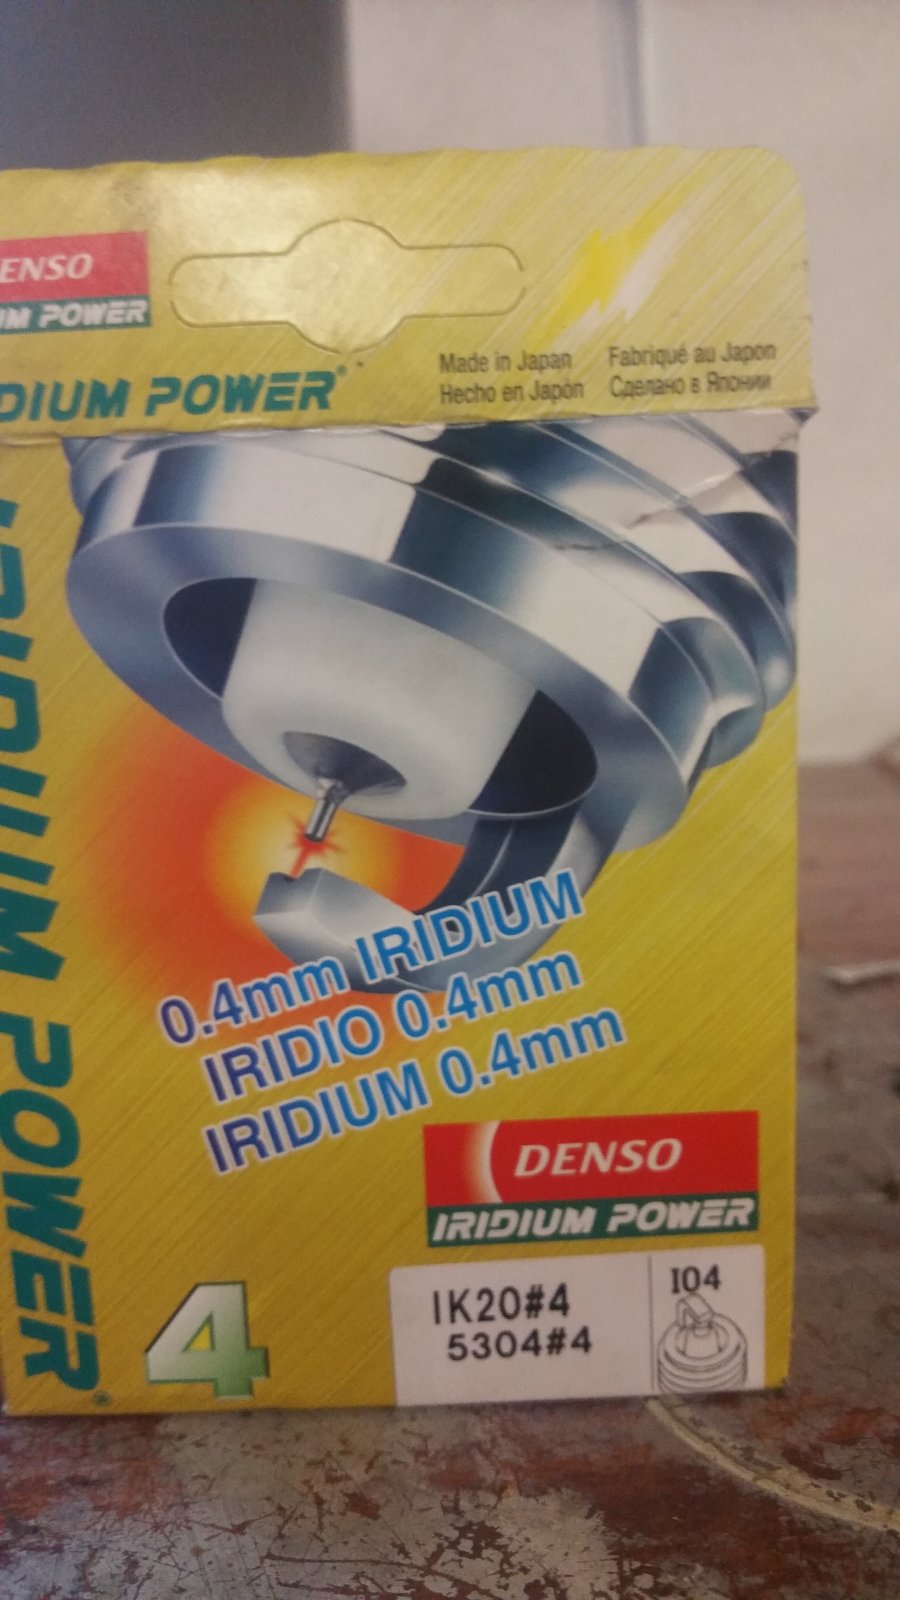 ENSO
UM POWER
IDIUM POWER®
Made in Japan Fabriqué au Japon
Hecho en Japón Сделано в Японии
IRIDIUM POWER®
0.4mm IRIDIUM
IRIDIO 0.4mm
IRIDIUM 0.4mm
DENSO
IRIDIUM POWER
4
IK20#4
5304#4
I04